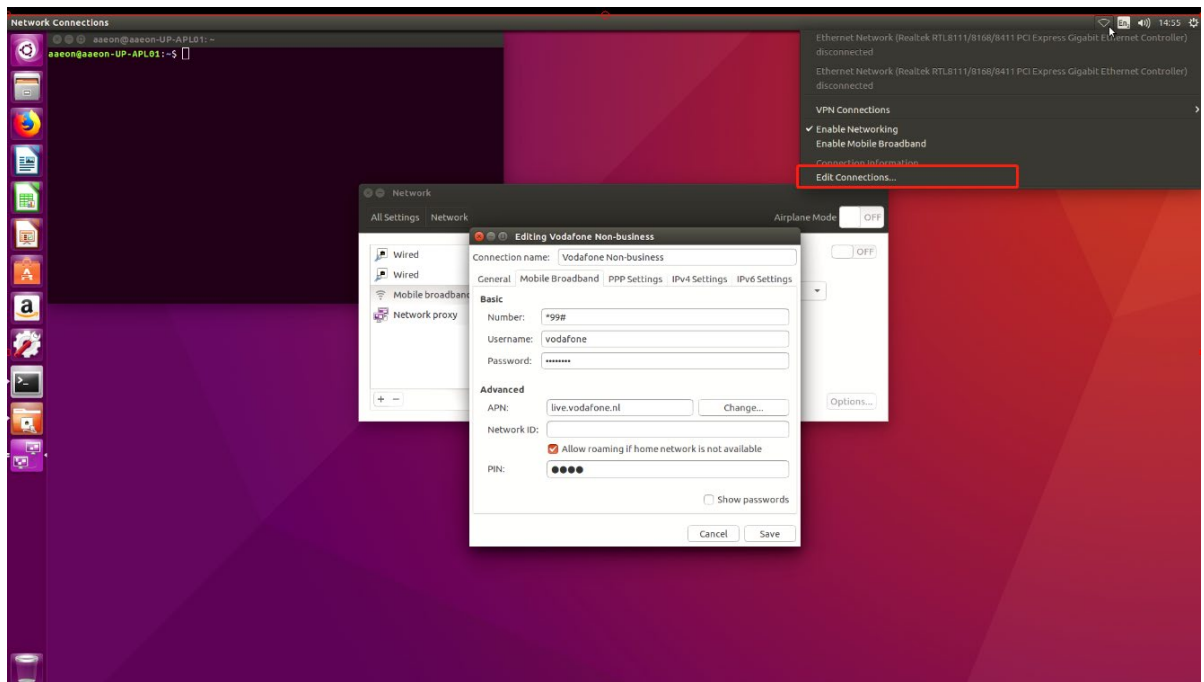 Network Connections
En
14:55
aaeon@aaeon-UP-APL01: ~
aaeon@aaeon-UP-APL01:~$
Ethernet Network (Realtek RTL8111/8168/8411 PCI Express Gigabit Ethernet Controller)
disconnected
Ethernet Network (Realtek RTL8111/8168/8411 PCI Express Gigabit Ethernet Controller)
disconnected
VPN Connections
Enable Networking
Enable Mobile Broadband
Connection Information
Edit Connections...
Network
All Settings Network
Airplane Mode OFF
Wired
Wired
Mobile broadband
Network proxy
OFF
Options...
Editing Vodafone Non-business
Connection name: Vodafone Non-business
General Mobile Broadband PPP Settings IPv4 Settings IPv6 Settings
Basic
Number: *99#
Username: vodafone
Password: ••••••••
Advanced
APN: live.vodafone.nl Change...
Network ID:
Allow roaming if home network is not available
PIN: ●●●●
Show passwords
Cancel Save